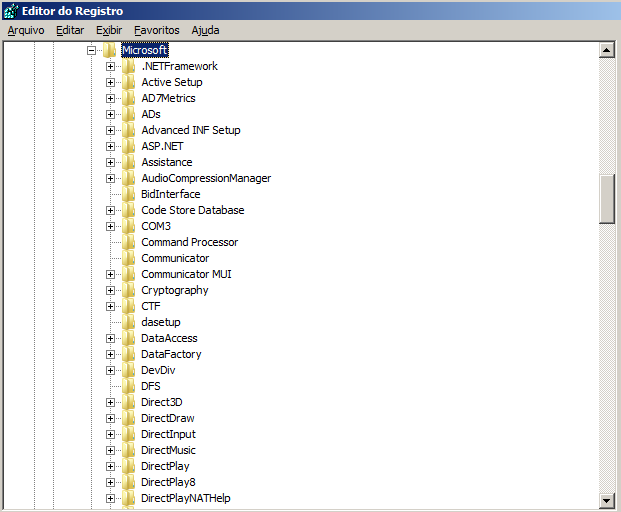 Editor do Registro
Arquivo Editar Exibir Favoritos Ajuda
Microsoft
.NETFramework
Active Setup
AD7Metrics
ADs
Advanced INF Setup
ASP.NET
Assistance
AudioCompressionManager
BidInterface
Code Store Database
COM3
Command Processor
Communicator
Communicator MUI
Cryptography
CTF
dasetup
DataAccess
DataFactory
DevDiv
DFS
Direct3D
DirectDraw
DirectInput
DirectMusic
DirectPlay
DirectPlay8
DirectPlayNATHelp